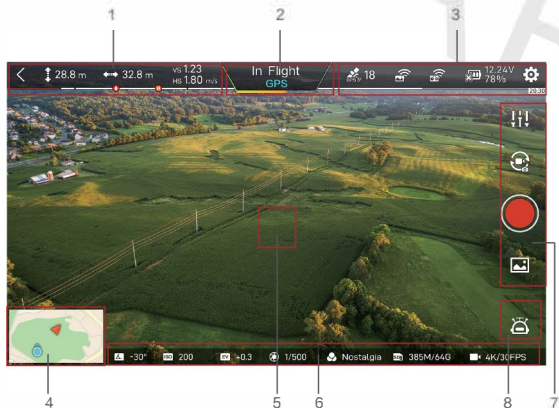 1 2 3
28.8 m 32.8 m VS 1.23 HS 1.80 m/s In Flight GPS 18 12.24V 78%
20:30
-30° ISO 200 EV +0.3 1/500 Nostalgia 385M/64G 4K/30FPS
4 5 6 8 7